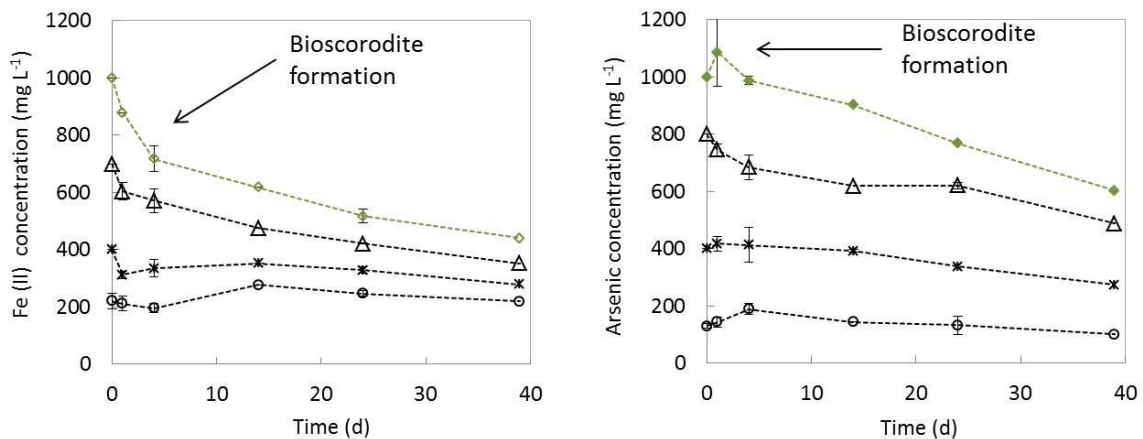 Fe (II) concentration (mg L-1)
1200
1000
800
600
400
200
0
Bioscorodite
formation
0 10 20 30 40
Time (d)
Arsenic concentration (mg L-1)
1200
1000
800
600
400
200
0
Bioscorodite
formation
0 10 20 30 40
Time (d)